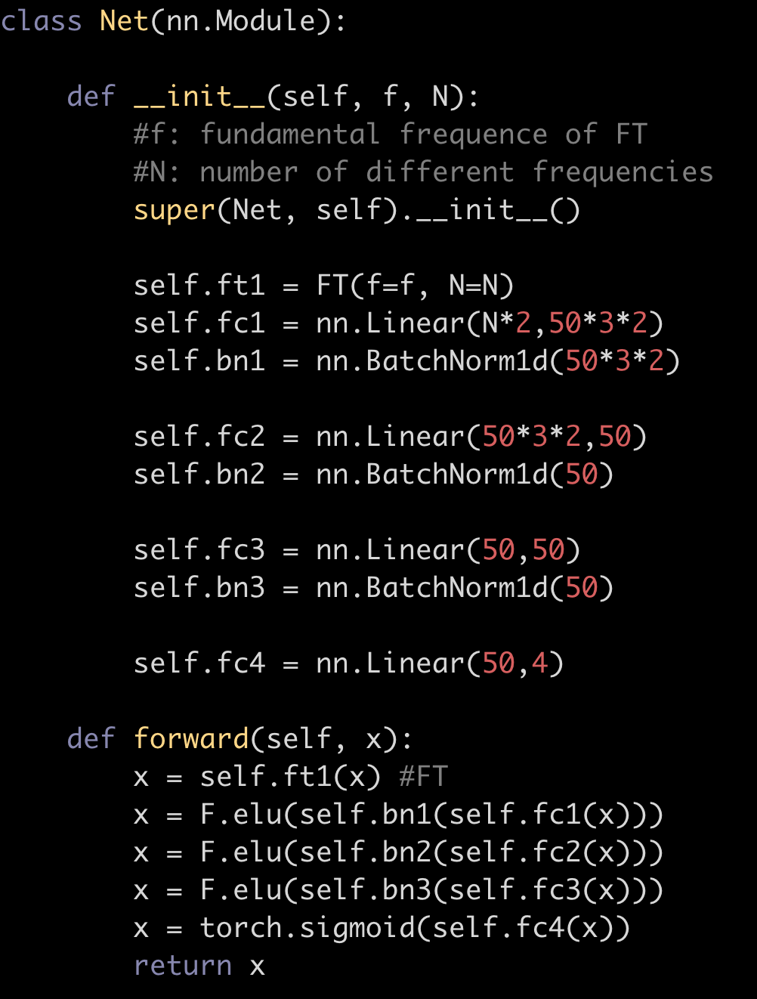 class Net(nn.Module):

    def __init__(self, f, N):
        #f: fundamental frequence of FT
        #N: number of different frequencies
        super(Net, self).__init__()

        self.ft1 = FT(f=f, N=N)
        self.fc1 = nn.Linear(N*2,50*3*2)
        self.bn1 = nn.BatchNorm1d(50*3*2)

        self.fc2 = nn.Linear(50*3*2,50)
        self.bn2 = nn.BatchNorm1d(50)

        self.fc3 = nn.Linear(50,50)
        self.bn3 = nn.BatchNorm1d(50)

        self.fc4 = nn.Linear(50,4)

    def forward(self, x):
        x = self.ft1(x) #FT
        x = F.elu(self.bn1(self.fc1(x)))
        x = F.elu(self.bn2(self.fc2(x)))
        x = F.elu(self.bn3(self.fc3(x)))
        x = torch.sigmoid(self.fc4(x))
        return x